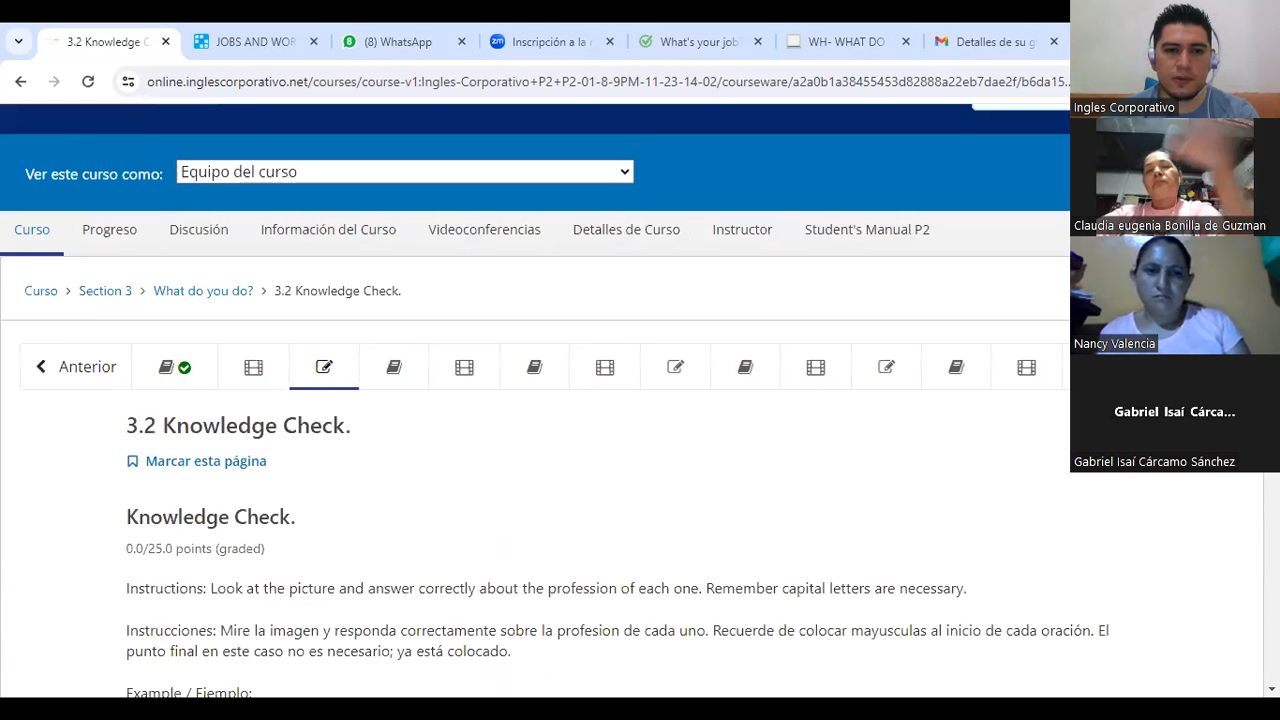 3.2 Knowledge C
JOBS AND WOR
(8) WhatsApp
Inscripción a la
What's your job
WH- WHAT DO
Detalles de su g
online.inglescorporativo.net/courses/course-v1:Ingles-Corporativo+P2+P2-01-8-9PM-11-23-14-02/courseware/a2a0b1a38455453d82888a22eb7dae2f/b6da15...
Ver este curso como:
Equipo del curso
Curso
Progreso
Discusión
Información del Curso
Videoconferencias
Detalles de Curso
Instructor
Student's Manual P2
Curso > Section 3 > What do you do? > 3.2 Knowledge Check.
Anterior
3.2 Knowledge Check.
Marcar esta página
Knowledge Check.
0.0/25.0 points (graded)
Instructions: Look at the picture and answer correctly about the profession of each one. Remember capital letters are necessary.
Instrucciones: Mire la imagen y responda correctamente sobre la profesion de cada uno. Recuerde de colocar mayusculas al inicio de cada oración. El
punto final en este caso no es necesario; ya está colocado.
Example / Ejemplo:
Ingles Corporativo
Claudia eugenia Bonilla de Guzman
Nancy Valencia
Gabriel Isaí Cárca...
Gabriel Isaí Cárcamo Sánchez